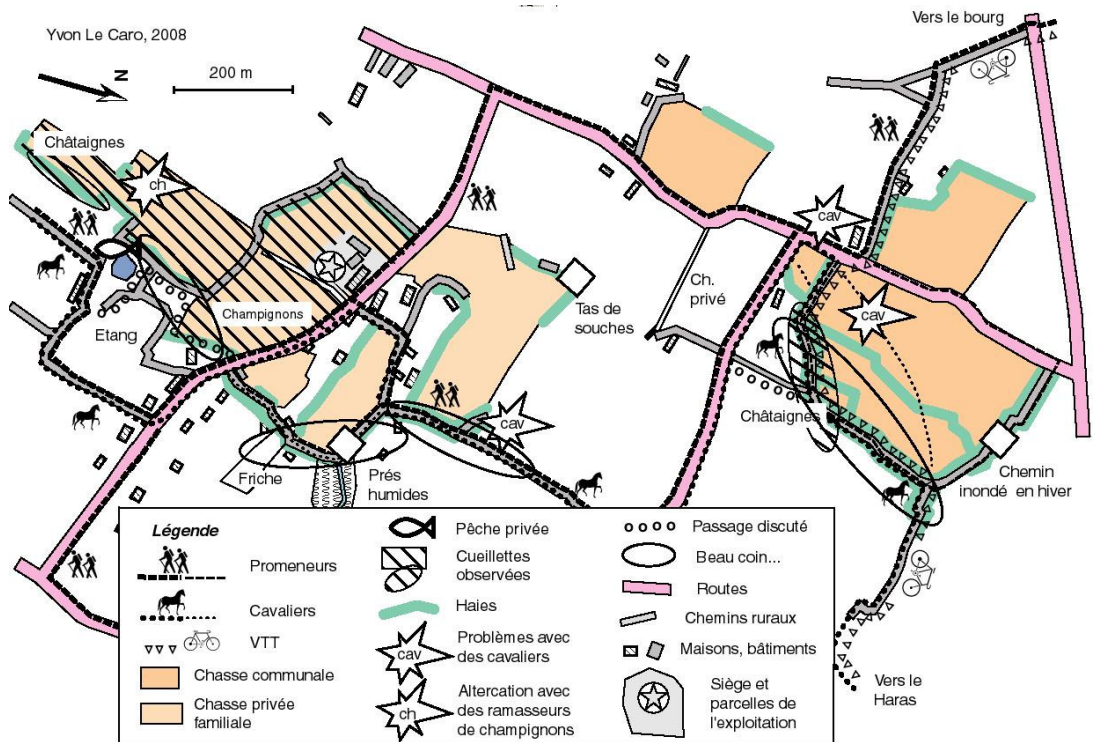 Yvon Le Caro, 2008
N
200 m
Vers le bourg
Châtaignes
ch
cav
cav
Champignons
Etang
Tas de
souches
Ch.
privé
Châtaignes
cav
Friche
Prés
humides
Chemin
inondé en hiver
Vers le
Haras
Légende
Promeneurs
Cavaliers
VTT
Chasse communale
Chasse privée
familiale
Pêche privée
Cueillettes
observées
Haies
cav
Problèmes avec
des cavaliers
ch
Altercation avec
des ramasseurs
de champignons
Passage discuté
Beau coin...
Routes
Chemins ruraux
Maisons, bâtiments
Siège et
parcelles de
l'exploitation